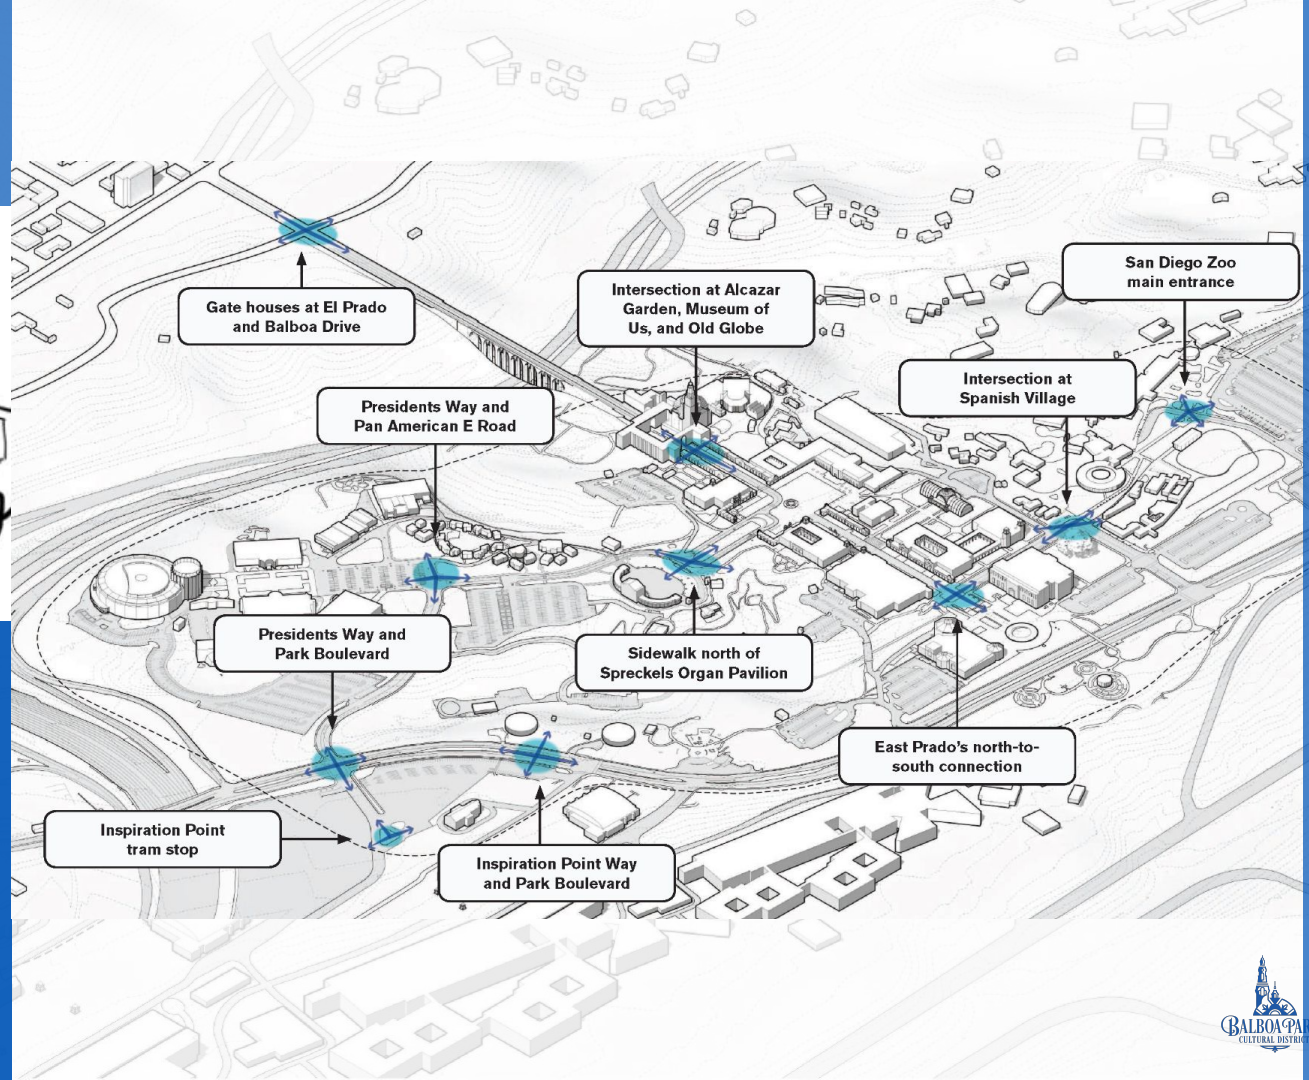 San Diego Zoo
main entrance
Intersection at Alcazar
Garden, Museum of
Us, and Old Globe
Gate houses at El Prado
and Balboa Drive
Intersection at
Spanish Village
Presidents Way and
Pan American E Road
Presidents Way and
Park Boulevard
Sidewalk north of
Spreckels Organ Pavilion
East Prado's north-to-
south connection
Inspiration Point
tram stop
Inspiration Point Way
and Park Boulevard
BALBOA PAR
CULTURAL DISTRIC